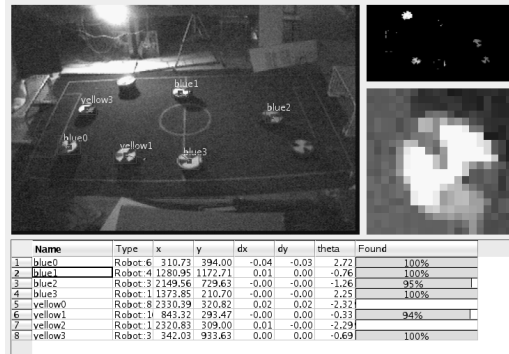 blue1
yellow3
blue2
blue0
yellow1
blue3
Name Type x y dx dy theta Found
1 blue0 Robot::6 310.73 394.00 -0.04 -0.03 2.72 100%
2 blue1 Robot::4 1280.95 1172.71 0.01 0.00 -0.76 100%
3 blue2 Robot::3 2149.56 729.63 -0.00 -0.00 -1.26 95%
4 blue3 Robot::1 1373.85 210.70 -0.00 -0.00 2.25 100%
5 yellow0 Robot::8 2330.39 320.82 0.02 0.02 -2.32
6 yellow1 Robot::1 843.32 293.47 -0.00 0.00 -0.33 94%
7 yellow2 Robot::1 2320.83 309.00 0.01 -0.00 -2.29
8 yellow3 Robot::3 342.03 933.63 0.00 0.00 -0.69 100%